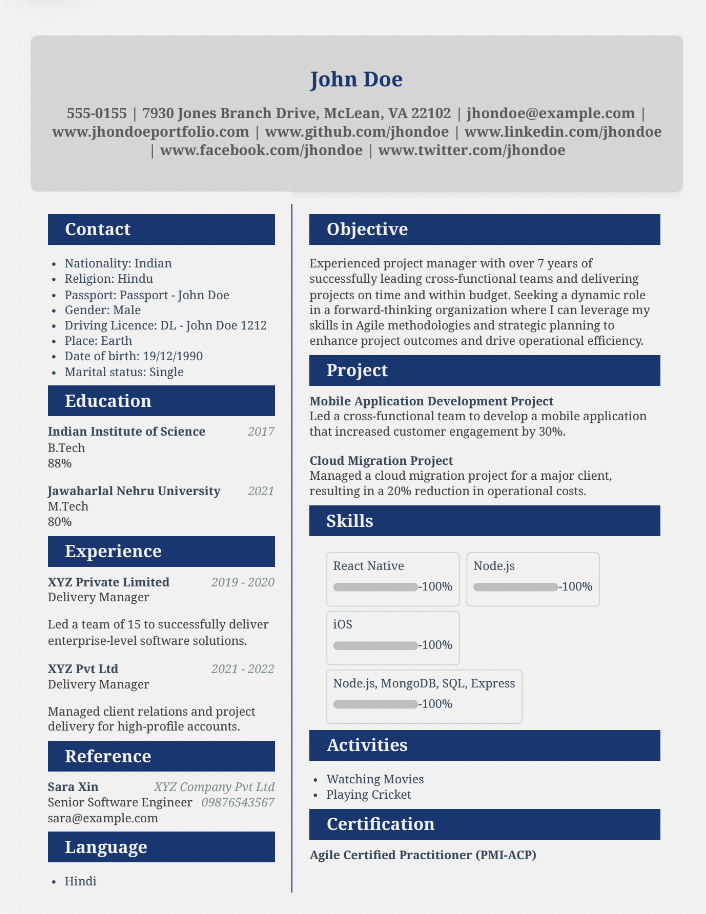 John Doe
555-0155 | 7930 Jones Branch Drive, McLean, VA 22102 | jhondoe@example.com |
www.jhondoeportfolio.com | www.github.com/jhondoe | www.linkedin.com/jhondoe
| www.facebook.com/jhondoe | www.twitter.com/jhondoe
Contact
• Nationality: Indian
• Religion: Hindu
• Passport: Passport - John Doe
• Gender: Male
• Driving Licence: DL - John Doe 1212
• Place: Earth
• Date of birth: 19/12/1990
• Marital status: Single
Education
Indian Institute of Science 2017
B.Tech
88%
Jawaharlal Nehru University 2021
M.Tech
80%
Experience
XYZ Private Limited 2019 - 2020
Delivery Manager
Led a team of 15 to successfully deliver
enterprise-level software solutions.
XYZ Pvt Ltd 2021 - 2022
Delivery Manager
Managed client relations and project
delivery for high-profile accounts.
Reference
Sara Xin XYZ Company Pvt Ltd
Senior Software Engineer 09876543567
sara@example.com
Language
• Hindi
Objective
Experienced project manager with over 7 years of
successfully leading cross-functional teams and delivering
projects on time and within budget. Seeking a dynamic role
in a forward-thinking organization where I can leverage my
skills in Agile methodologies and strategic planning to
enhance project outcomes and drive operational efficiency.
Project
Mobile Application Development Project
Led a cross-functional team to develop a mobile application
that increased customer engagement by 30%.
Cloud Migration Project
Managed a cloud migration project for a major client,
resulting in a 20% reduction in operational costs.
Skills
React Native
-100%
Node.js
-100%
iOS
-100%
Node.js, MongoDB, SQL, Express
-100%
Activities
• Watching Movies
• Playing Cricket
Certification
Agile Certified Practitioner (PMI-ACP)